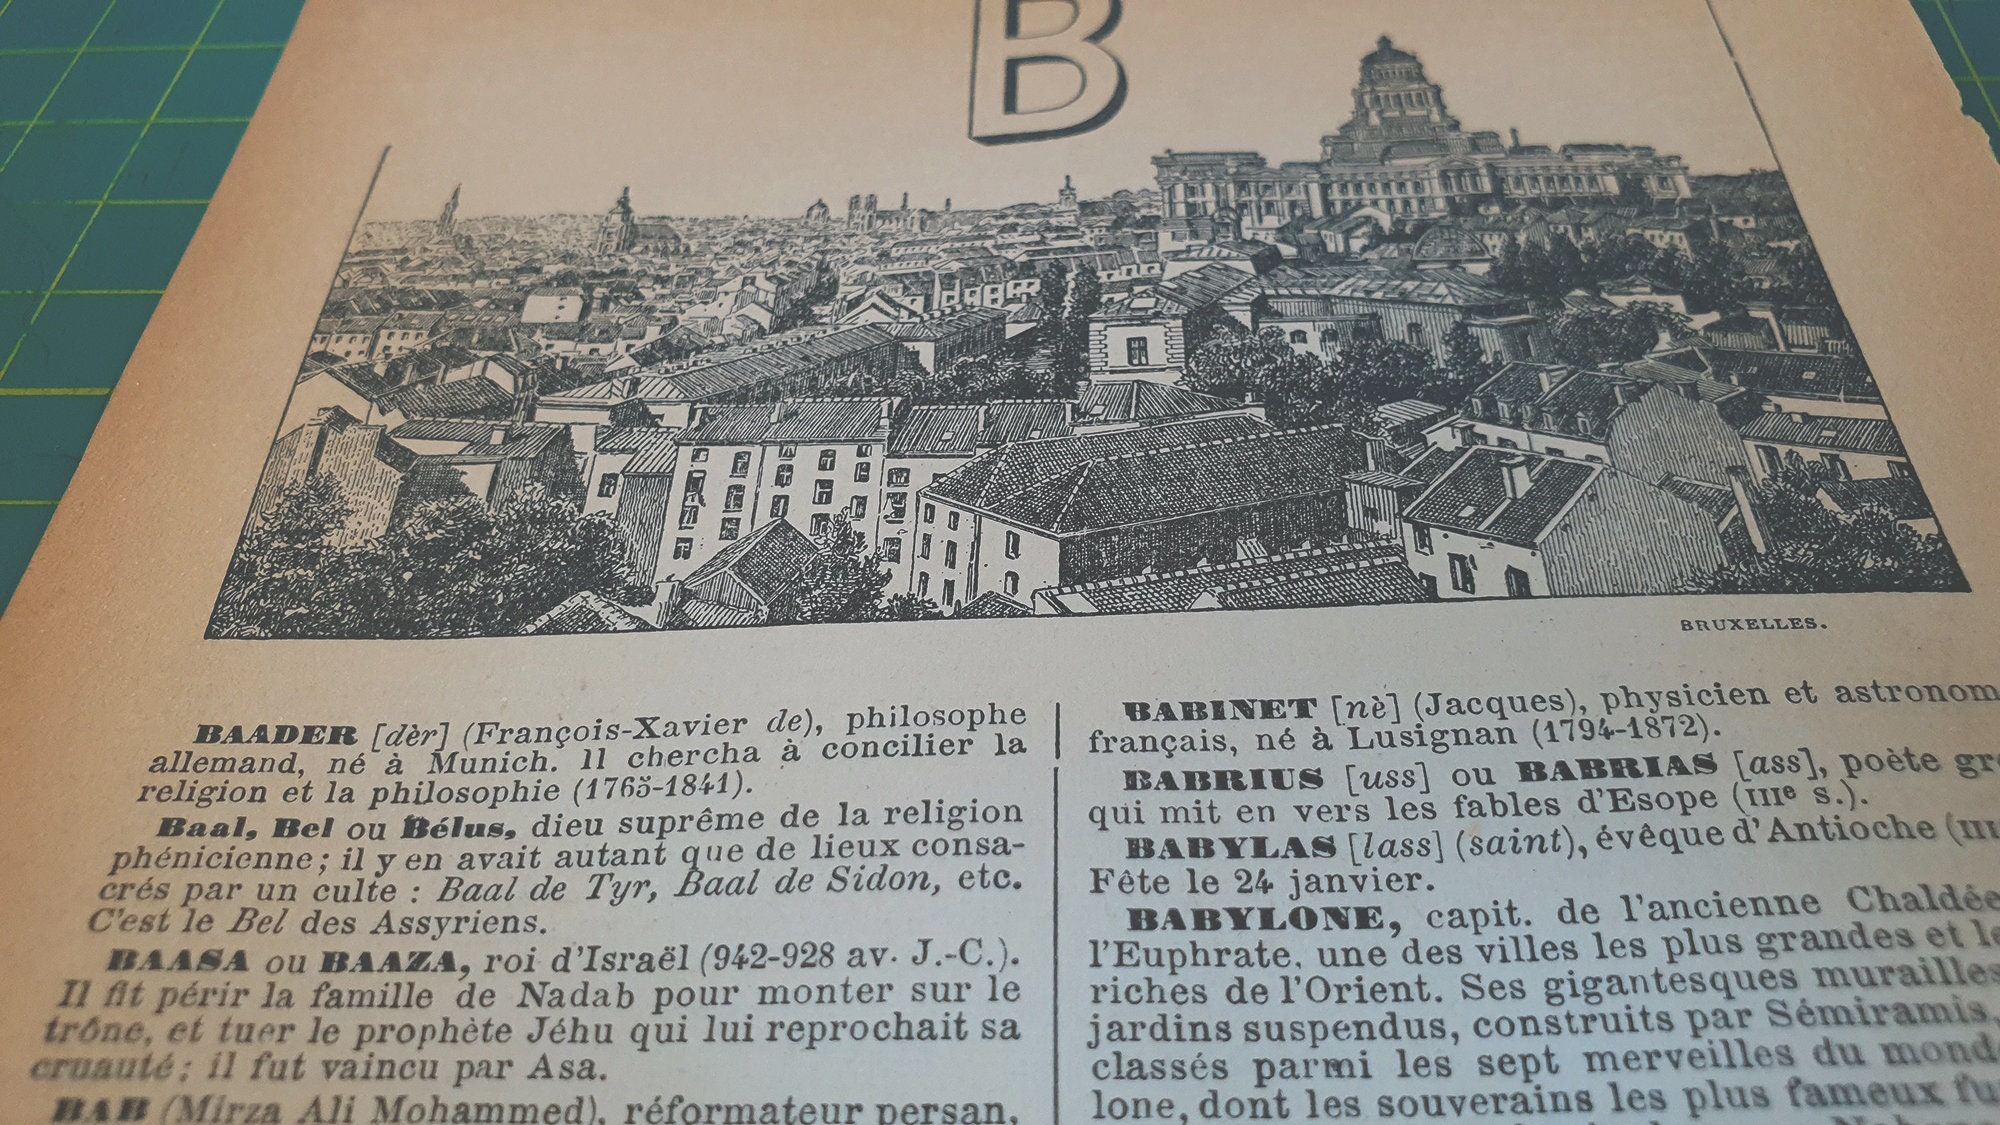 B
BRUXELLES.
BAADER [dèr] (François-Xavier de), philosophe
allemand, né à Munich. Il chercha à concilier la
religion et la philosophie (1765-1841).
Baal, Bel ou Bélus, dieu suprême de la religion
phénicienne; il y en avait autant que de lieux consa-
crés par un culte : Baal de Tyr, Baal de Sidon, etc.
C'est le Bel des Assyriens.
BAASA ou BAAZA, roi d'Israël (942-928 av. J.-C.).
Il fit périr la famille de Nadab pour monter sur le
trône, et tuer le prophète Jéhu qui lui reprochait sa
cruauté; il fut vaincu par Asa.
BAB (Mirza Ali Mohammed), réformateur persan,
BABINET [nè] (Jacques), physicien et astronom
français, né à Lusignan (1794-1872).
BABRIUS [uss] ou BABRIAS [ass], poète gr
qui mit en vers les fables d'Esope (IIIe s.).
BABYLAS [lass] (saint), évêque d'Antioche (III
Fête le 24 janvier.
BABYLONE, capit. de l'ancienne Chaldée
l'Euphrate, une des villes les plus grandes et le
riches de l'Orient. Ses gigantesques murailles
jardins suspendus, construits par Sémiramis,
classés parmi les sept merveilles du mond
lone, dont les souverains les plus fameux fu